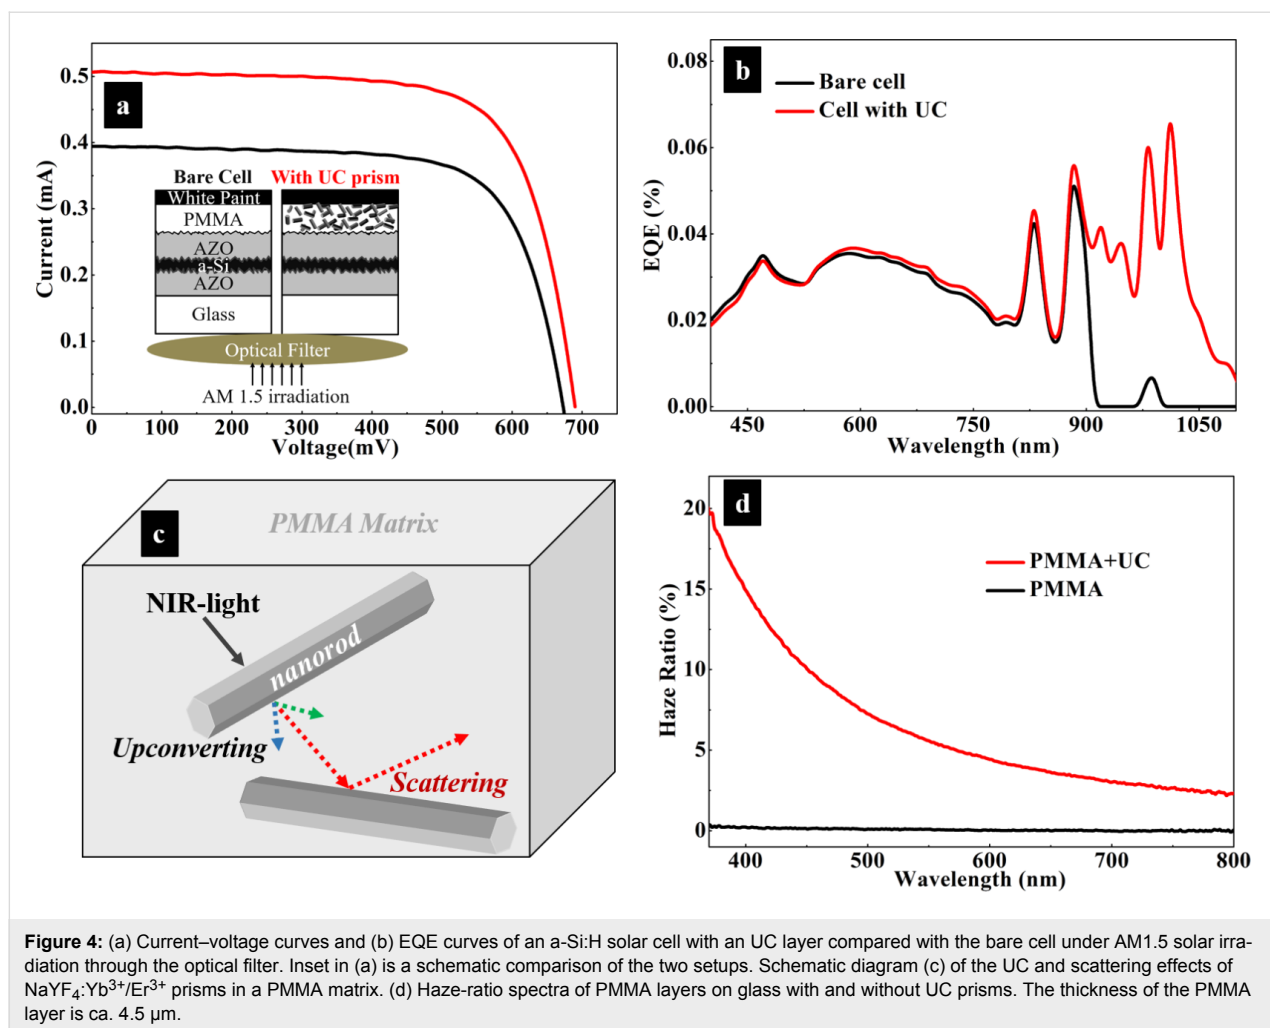 a
0.5
0.4
0.3
0.2
0.1
0.0
Current (mA)
0 100 200 300 400 500 600 700
Voltage(mV)
Bare Cell With UC prism
White Paint
PMMA
AZO
a-Si
AZO
Glass
Optical Filter
AM 1.5 irradiation
b
0.08
0.06
0.04
0.02
0.00
EQE (%)
Bare cell
Cell with UC
450 600 750 900 1050
Wavelength (nm)
c
PMMA Matrix
NIR-light
nanorod
Upconverting
Scattering
d
20
15
10
5
0
Haze Ratio (%)
PMMA+UC
PMMA
400 500 600 700 800
Wavelength (nm)
Figure 4: (a) Current–voltage curves and (b) EQE curves of an a-Si:H solar cell with an UC layer compared with the bare cell under AM1.5 solar irra-
diation through the optical filter. Inset in (a) is a schematic comparison of the two setups. Schematic diagram (c) of the UC and scattering effects of
NaYF₄:Yb³⁺/Er³⁺ prisms in a PMMA matrix. (d) Haze-ratio spectra of PMMA layers on glass with and without UC prisms. The thickness of the PMMA
layer is ca. 4.5 µm.